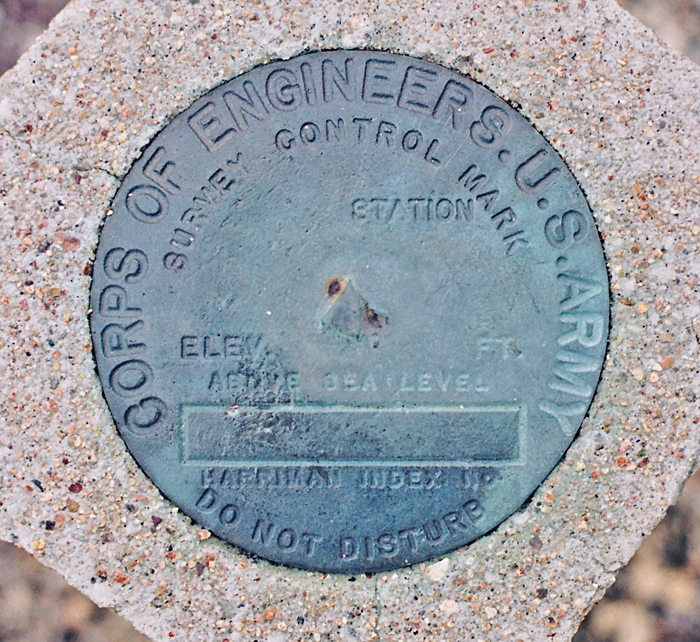 CORPS OF ENGINEERS. U.S. ARMY
SURVEY CONTROL MARK
STATION
ELEV. FT.
ABOVE SEA LEVEL
HARRIMAN INDEX No
DO NOT DISTURB